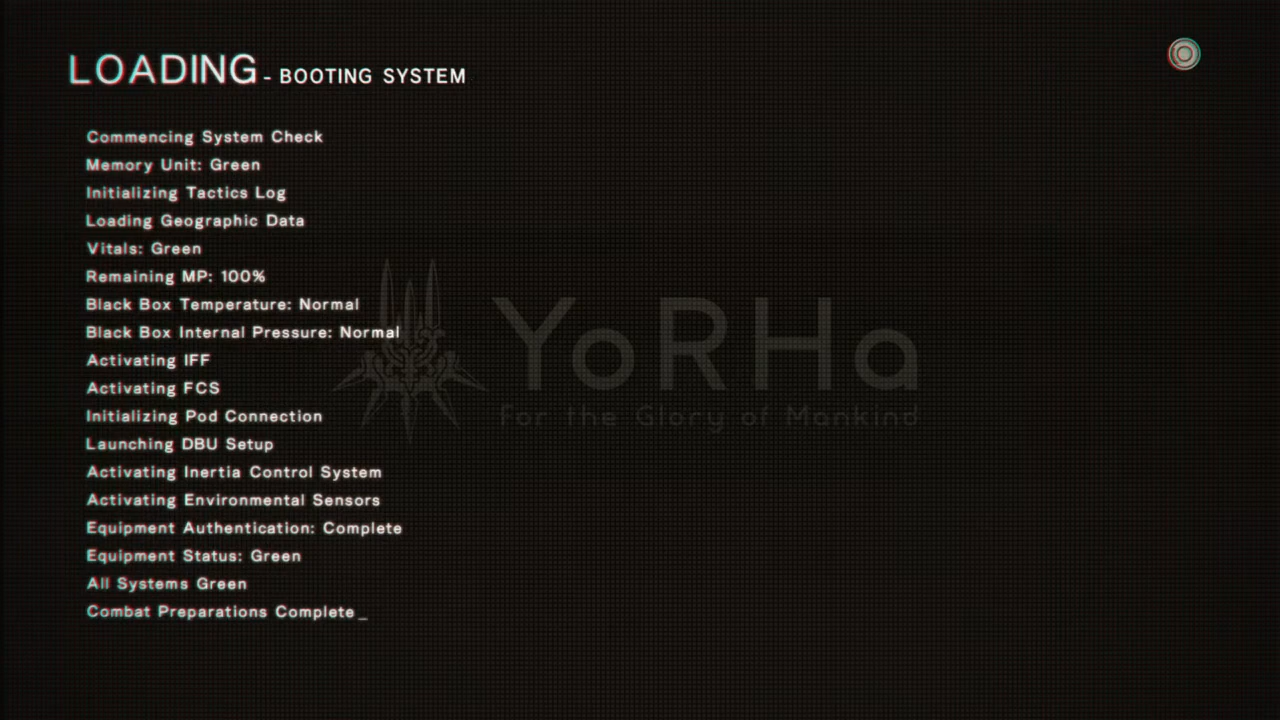 LOADING - BOOTING SYSTEM
Commencing System Check
Memory Unit: Green
Initializing Tactics Log
Loading Geographic Data
Vitals: Green
Remaining MP: 100%
Black Box Temperature: Normal
Black Box Internal Pressure: Normal
Activating IFF
Activating FCS
Initializing Pod Connection
Launching DBU Setup
Activating Inertia Control System
Activating Environmental Sensors
Equipment Authentication: Complete
Equipment Status: Green
All Systems Green
Combat Preparations Complete_
YoRHa
For the Glory of Mankind